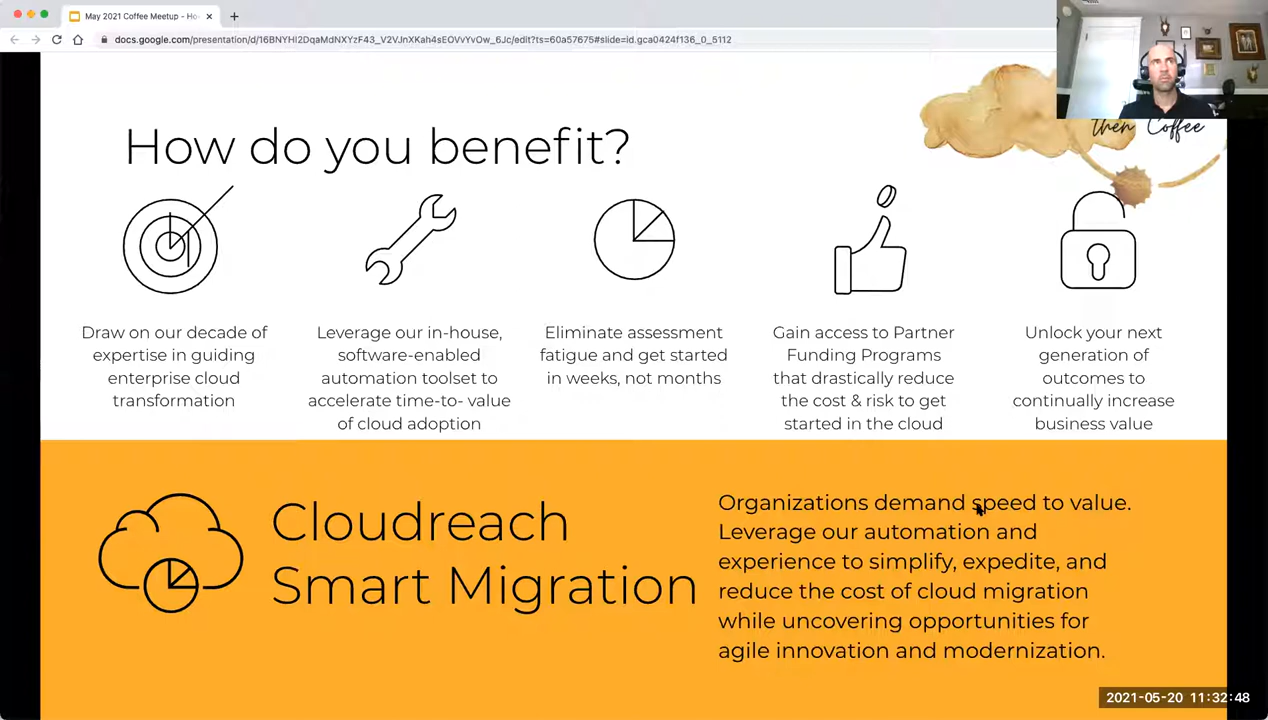 May 2021 Coffee Meetup - Ho
docs.google.com/presentation/d/16BNYHI2DqaMdNXYzF43_V2VJnXKah4sEOVvYvOw_6Jc/edit?ts=60a57675#slide=id.gca0424f136_0_5112
then Coffee
How do you benefit?
Draw on our decade of
expertise in guiding
enterprise cloud
transformation
Leverage our in-house,
software-enabled
automation toolset to
accelerate time-to- value
of cloud adoption
Eliminate assessment
fatigue and get started
in weeks, not months
Gain access to Partner
Funding Programs
that drastically reduce
the cost & risk to get
started in the cloud
Unlock your next
generation of
outcomes to
continually increase
business value
Cloudreach
Smart Migration
Organizations demand speed to value.
Leverage our automation and
experience to simplify, expedite, and
reduce the cost of cloud migration
while uncovering opportunities for
agile innovation and modernization.
2021-05-20 11:32:48